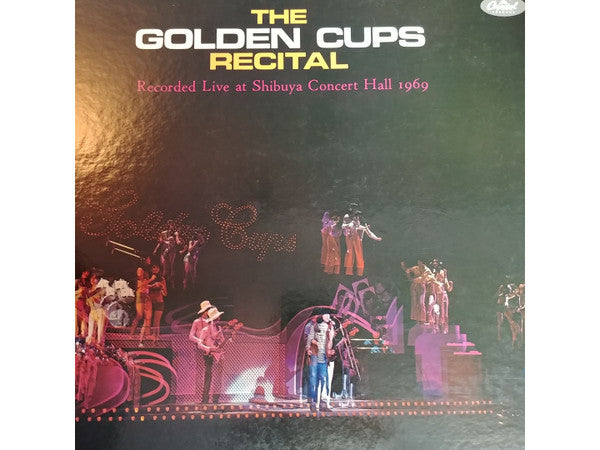 THE
GOLDEN CUPS
RECITAL
Capitol
Recorded Live at Shibuya Concert Hall 1969
Golden Cups